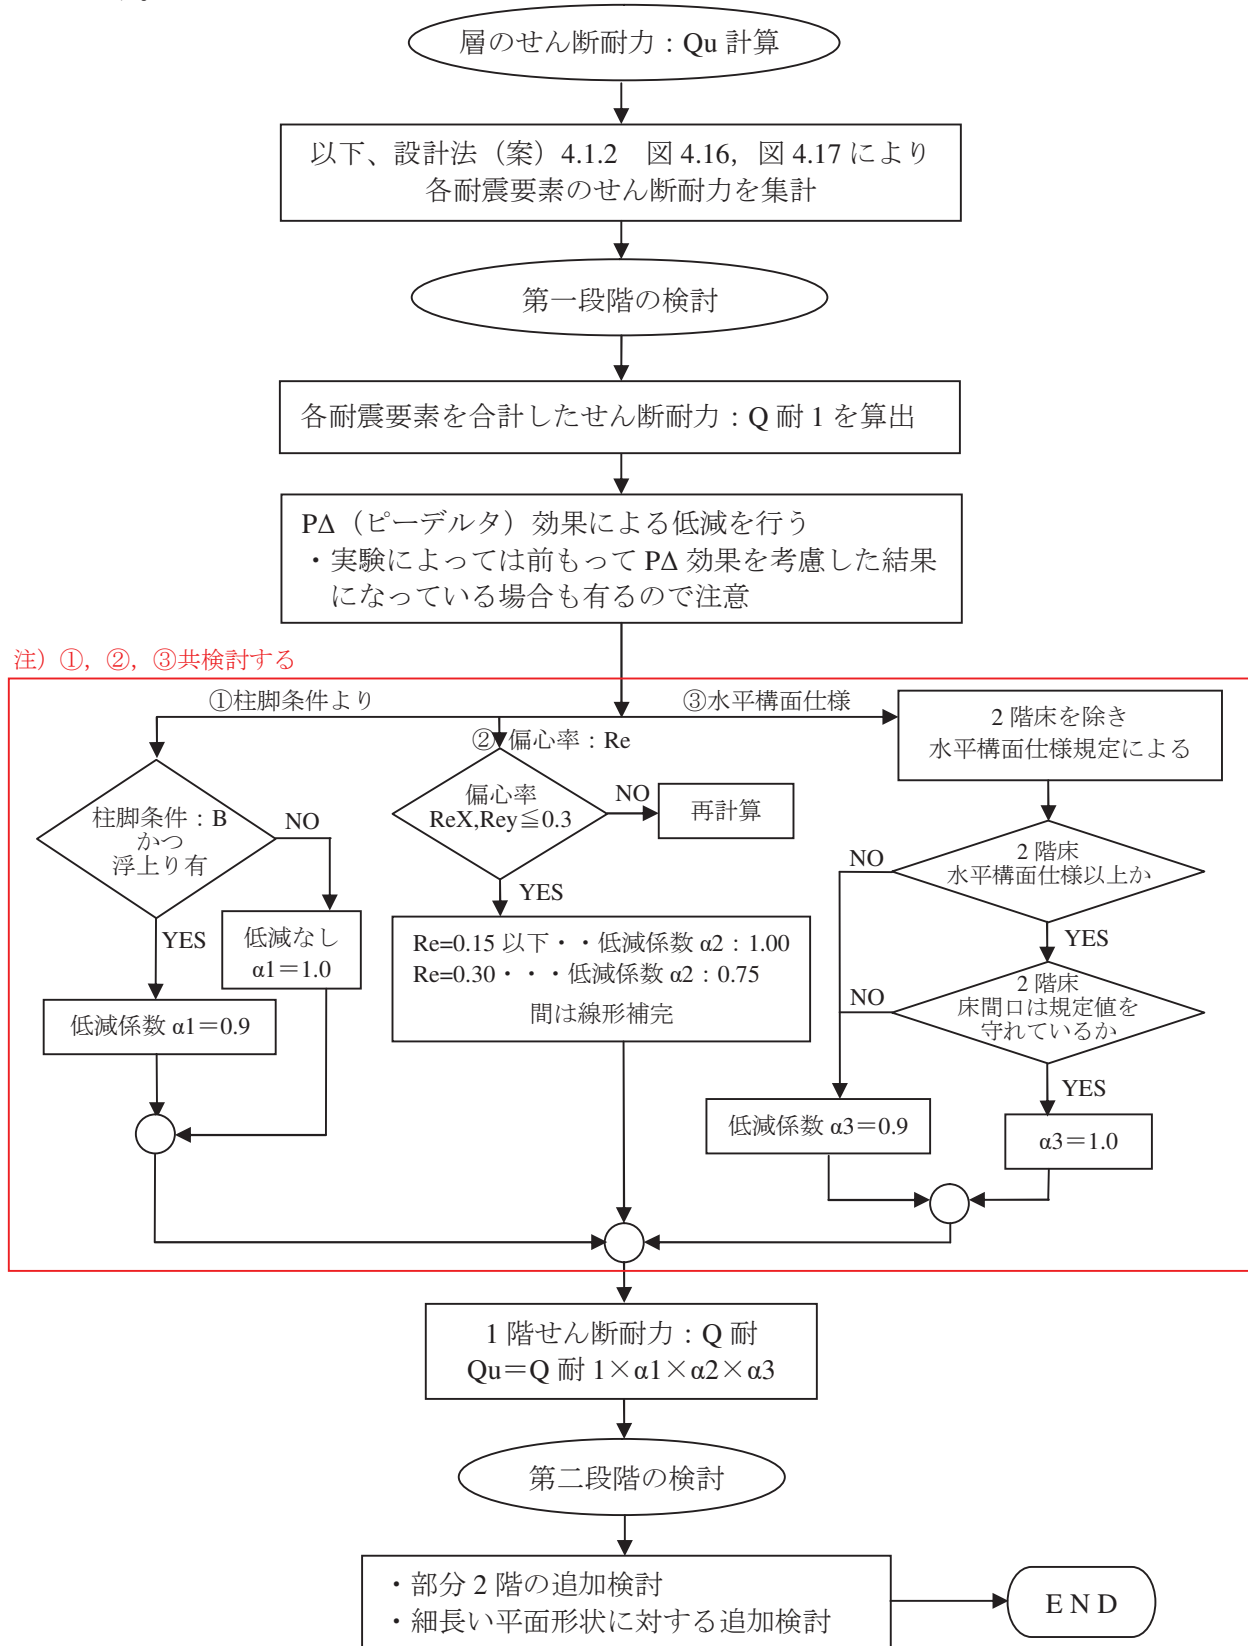 層のせん断耐力：Qu 計算
以下、設計法（案）4.1.2　図 4.16，図 4.17 により
各耐震要素のせん断耐力を集計
第一段階の検討
各耐震要素を合計したせん断耐力：Q 耐 1 を算出
PΔ（ピーデルタ）効果による低減を行う
・実験によっては前もって PΔ 効果を考慮した結果
になっている場合も有るので注意
注）①，②，③共検討する
①柱脚条件より
③水平構面仕様
②　偏心率：Re
2 階床を除き
水平構面仕様規定による
柱脚条件：B
かつ
浮上り有
NO
YES
低減なし
α1＝1.0
低減係数 α1＝0.9
偏心率
ReX,Rey≦0.3
NO
再計算
YES
Re=0.15 以下・・低減係数 α2：1.00
Re=0.30・・・低減係数 α2：0.75
間は線形補完
2 階床
水平構面仕様以上か
NO
YES
2 階床
床間口は規定値を
守れているか
NO
YES
低減係数 α3＝0.9
α3＝1.0
1 階せん断耐力：Q 耐
Qu＝Q 耐 1×α1×α2×α3
第二段階の検討
・部分 2 階の追加検討
・細長い平面形状に対する追加検討
E N D